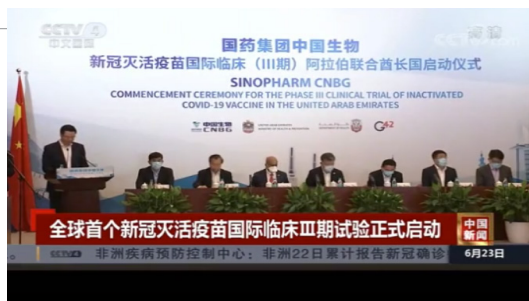 CCTV4
中文国际
国药集团中国生物
新冠灭活疫苗国际临床（III期）阿拉伯联合酋长国启动仪式
SINOPHARM CNBG
COMMENCEMENT CEREMONY FOR THE PHASE III CLINICAL TRIAL OF INACTIVATED
COVID-19 VACCINE IN THE UNITED ARAB EMIRATES
中国生物
CNBG
G42
全球首个新冠灭活疫苗国际临床Ⅲ期试验正式启动
中国
新闻
CCTV4
非洲疾病预防控制中心：非洲22日累计报告新冠确诊
6月23日